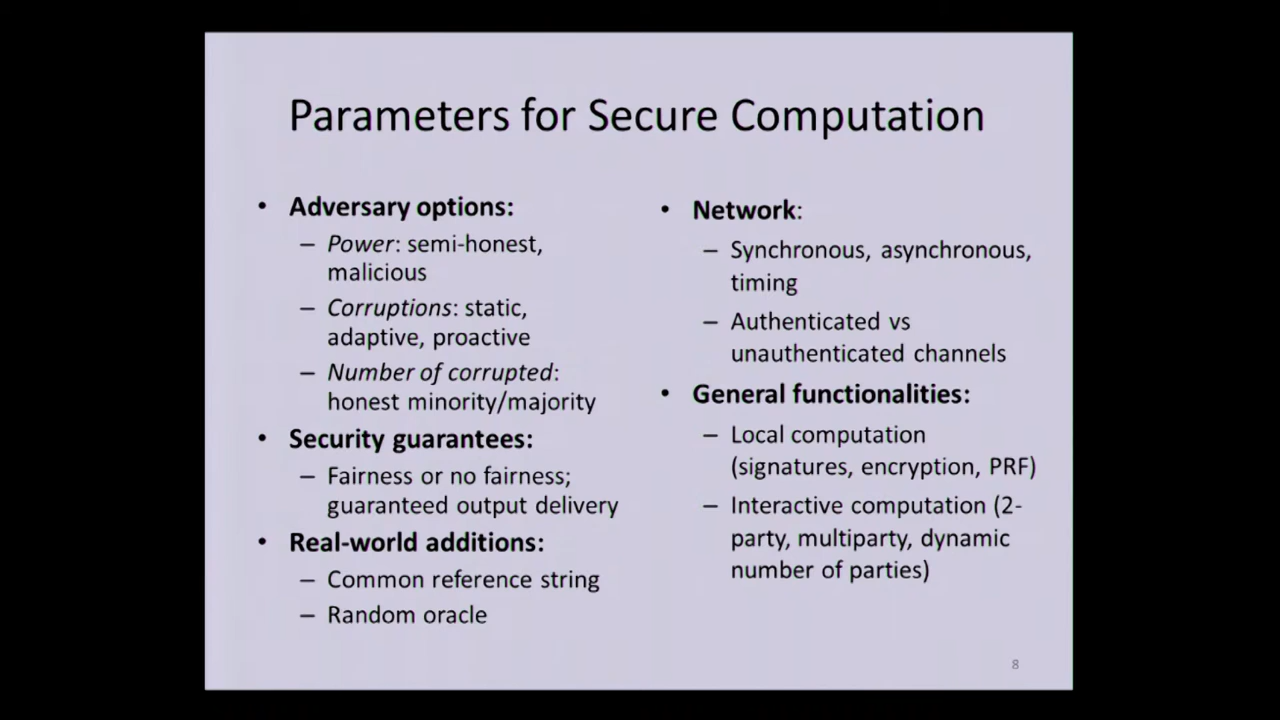 Parameters for Secure Computation
• Adversary options:
– Power: semi-honest,
malicious
– Corruptions: static,
adaptive, proactive
– Number of corrupted:
honest minority/majority
• Security guarantees:
– Fairness or no fairness;
guaranteed output delivery
• Real-world additions:
– Common reference string
– Random oracle
• Network:
– Synchronous, asynchronous,
timing
– Authenticated vs
unauthenticated channels
• General functionalities:
– Local computation
(signatures, encryption, PRF)
– Interactive computation (2-
party, multiparty, dynamic
number of parties)
8